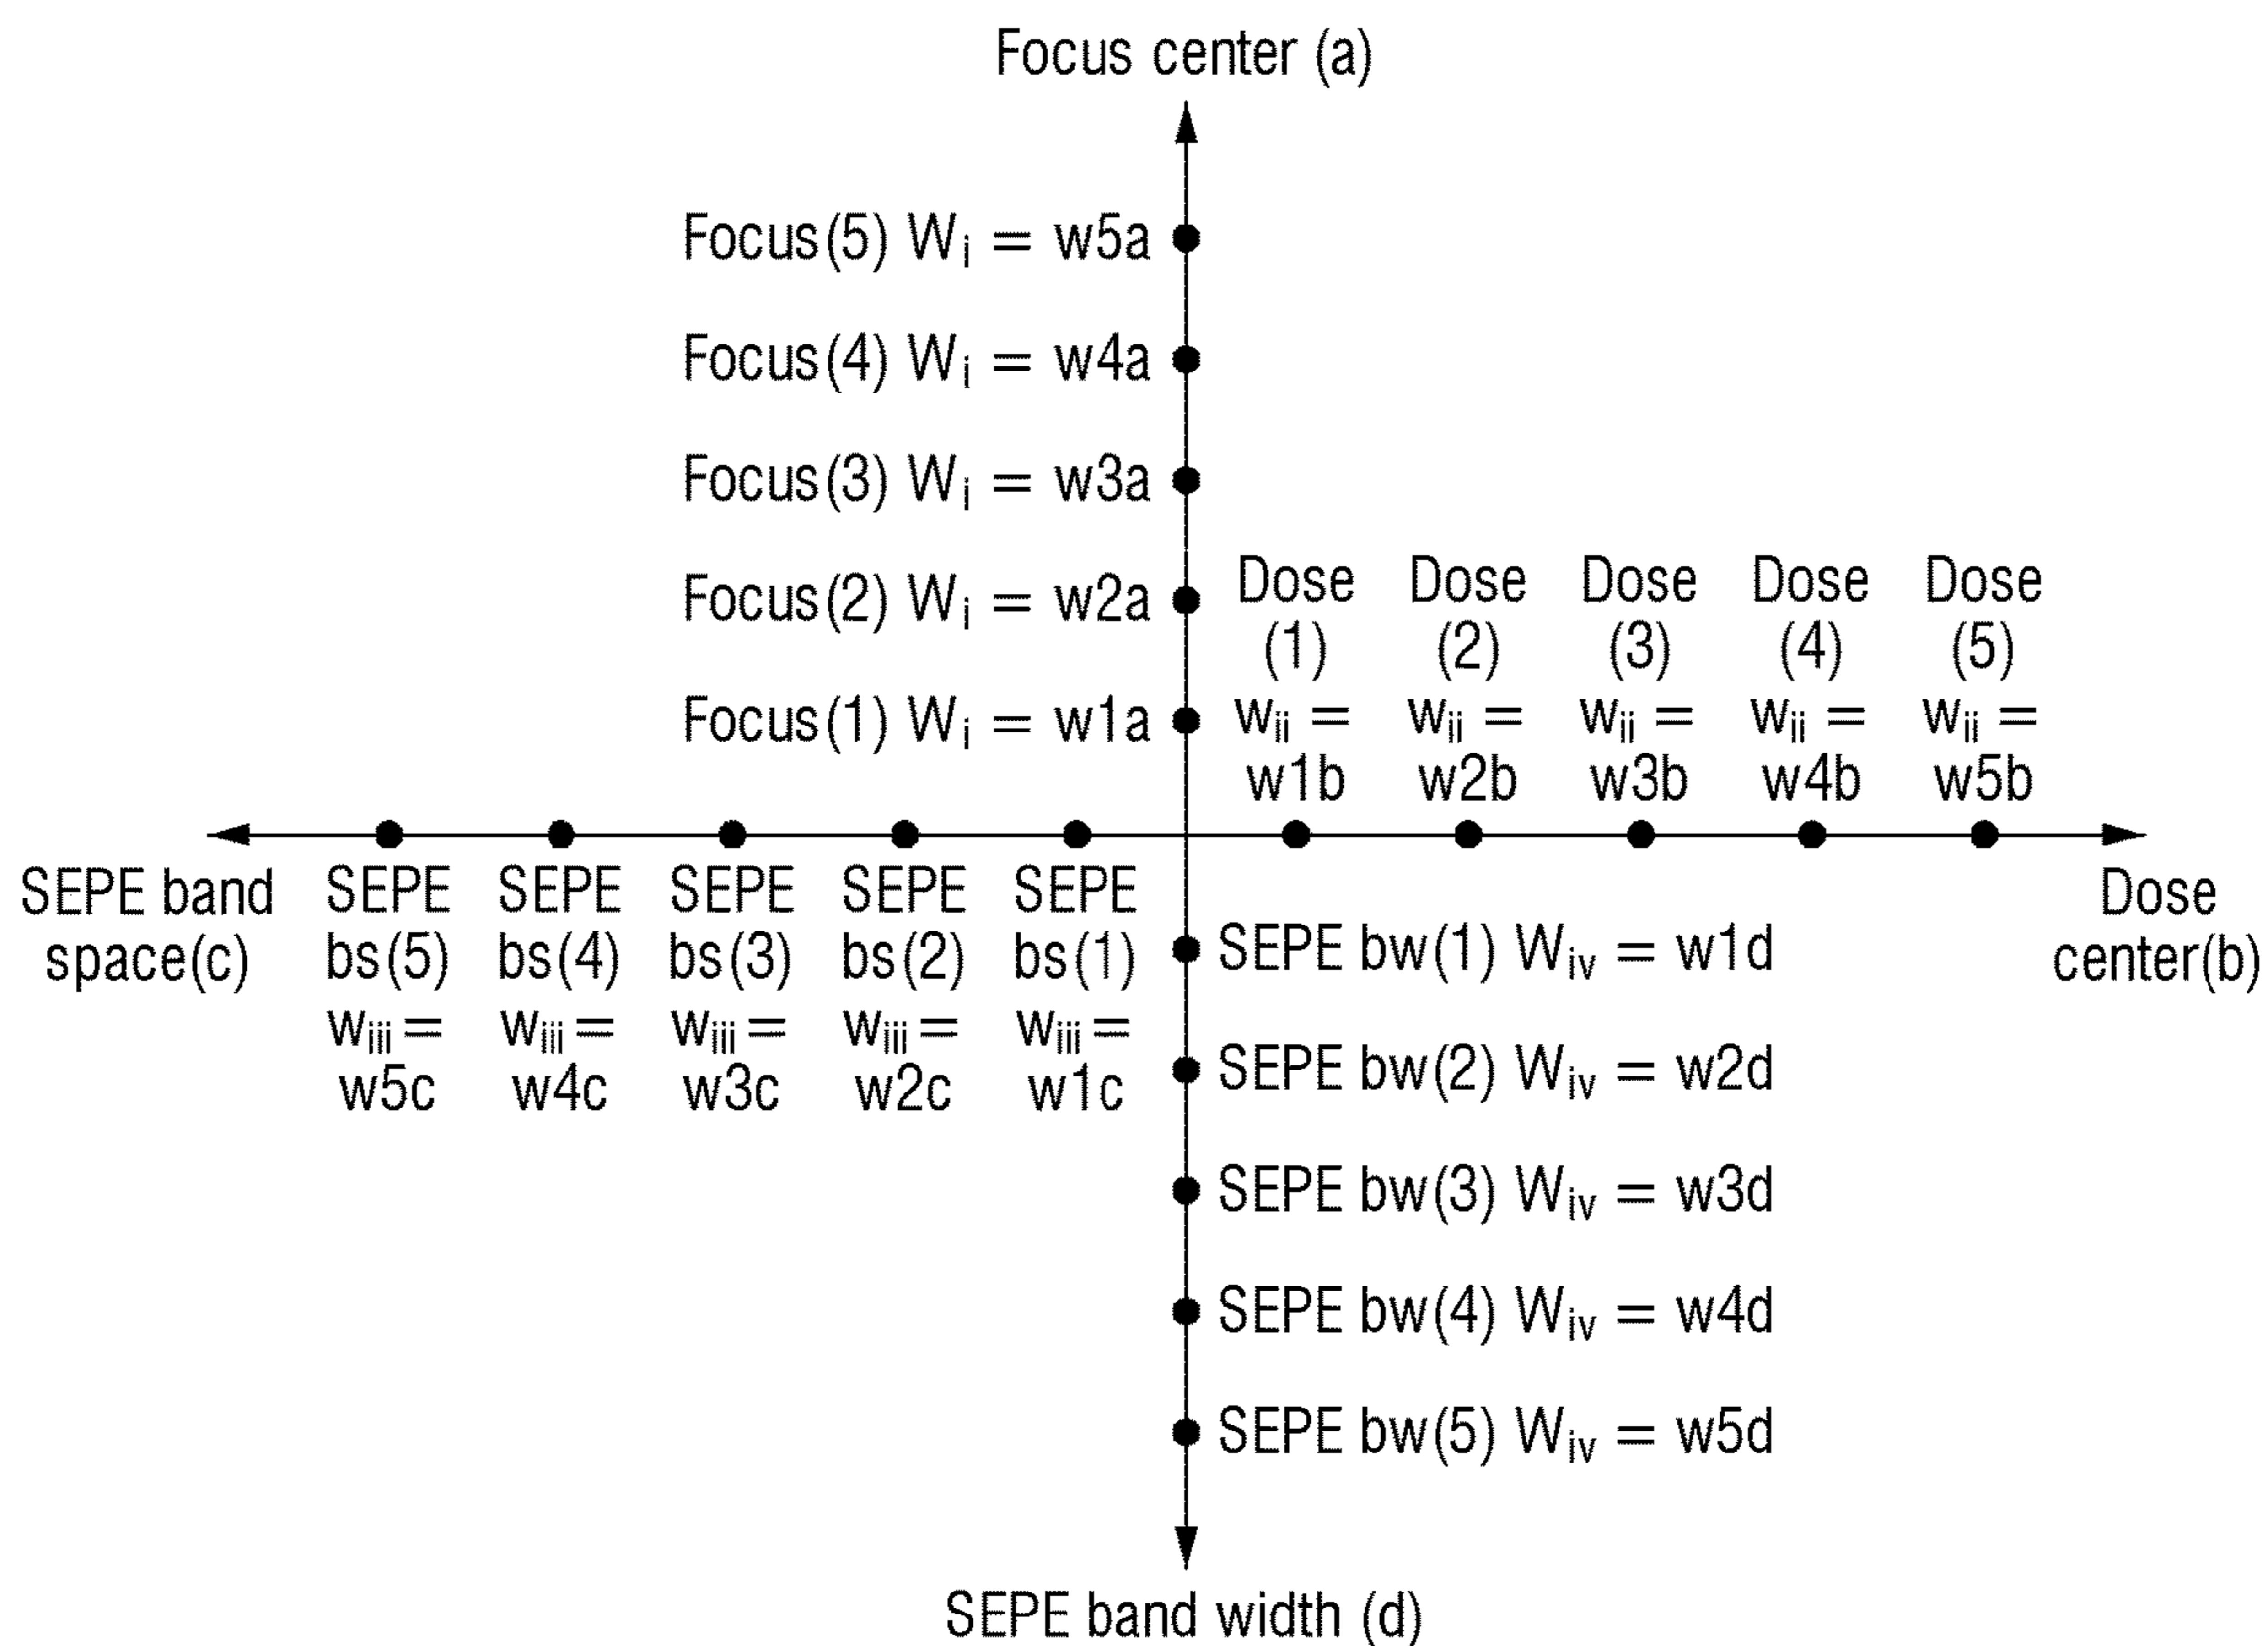 Focus center (a)
Focus(5) Wi = w5a
Focus(4) Wi = w4a
Focus(3) Wi = w3a
Focus(2) Wi = w2a
Focus(1) Wi = w1a
Dose
(1)
wii =
w1b
Dose
(2)
wii =
w2b
Dose
(3)
wii =
w3b
Dose
(4)
wii =
w4b
Dose
(5)
wii =
w5b
SEPE band
space(c)
SEPE
bs(5)
wiii =
w5c
SEPE
bs(4)
wiii =
w4c
SEPE
bs(3)
wiii =
w3c
SEPE
bs(2)
wiii =
w2c
SEPE
bs(1)
wiii =
w1c
Dose
center(b)
SEPE bw(1) Wiv = w1d
SEPE bw(2) Wiv = w2d
SEPE bw(3) Wiv = w3d
SEPE bw(4) Wiv = w4d
SEPE bw(5) Wiv = w5d
SEPE band width (d)